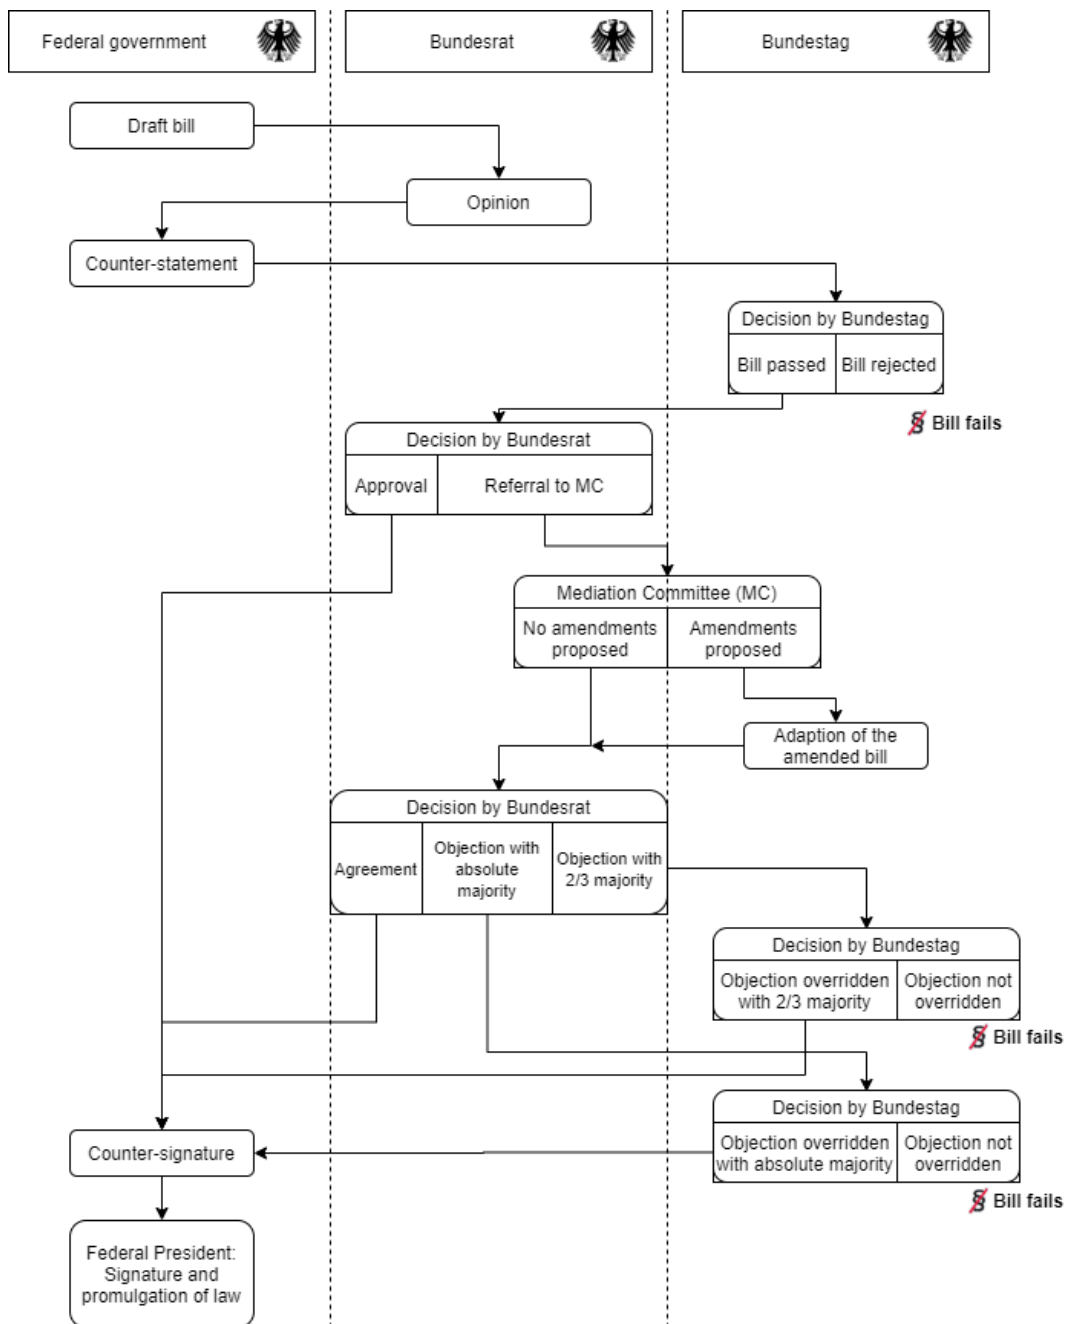 Federal government
Bundesrat
Bundestag
Draft bill
Opinion
Counter-statement
Decision by Bundestag
Bill passed
Bill rejected
Bill fails
Decision by Bundesrat
Approval
Referral to MC
Mediation Committee (MC)
No amendments
proposed
Amendments
proposed
Adaption of the
amended bill
Decision by Bundesrat
Agreement
Objection with
absolute
majority
Objection with
2/3 majority
Decision by Bundestag
Objection overridden
with 2/3 majority
Objection not
overridden
Bill fails
Decision by Bundestag
Objection overridden
with absolute majority
Objection not
overridden
Bill fails
Counter-signature
Federal President:
Signature and
promulgation of law